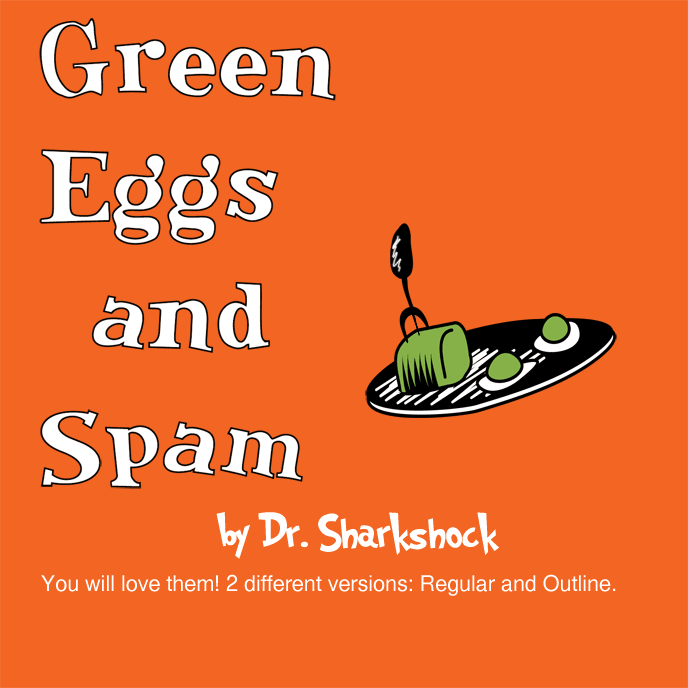 Green
Eggs
and
Spam
by Dr. Sharkshock
You will love them! 2 different versions: Regular and Outline.